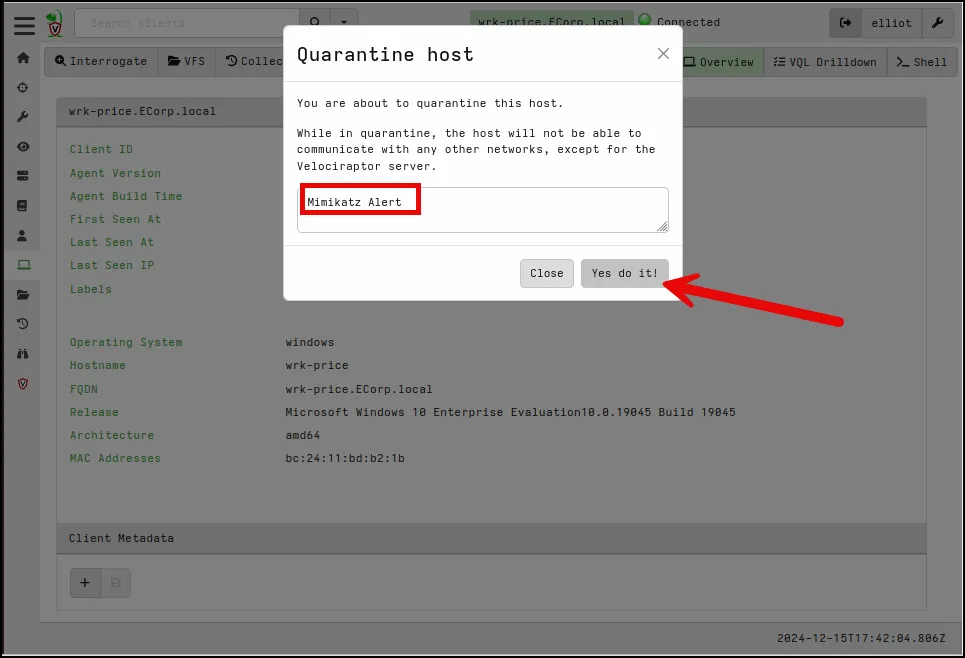 Search clients
wrk-price.ECorp.local
Connected
elliot
Interrogate
VFS
Collec
Overview
VQL Drilldown
Shell
Quarantine host
You are about to quarantine this host.
While in quarantine, the host will not be able to
communicate with any other networks, except for the
Velociraptor server.
Mimikatz Alert
Close
Yes do it!
wrk-price.ECorp.local
Client ID
Agent Version
Agent Build Time
First Seen At
Last Seen At
Last Seen IP
Labels
Operating System windows
Hostname wrk-price
FQDN wrk-price.ECorp.local
Release Microsoft Windows 10 Enterprise Evaluation10.0.19045 Build 19045
Architecture amd64
MAC Addresses bc:24:11:bd:b2:1b
Client Metadata
2024-12-15T17:42:04.806Z